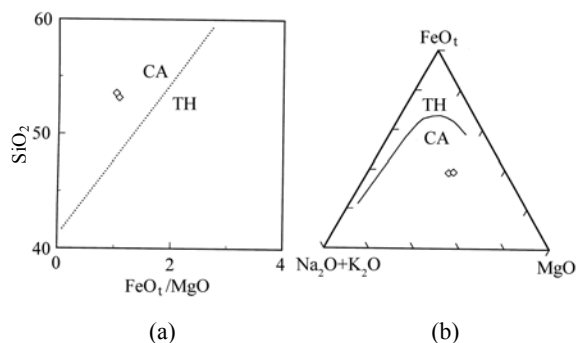 60
CA
TH
50
SiO₂
40
0
2
4
FeOₜ/MgO
(a)
FeOₜ
TH
CA
Na₂O+K₂O
MgO
(b)